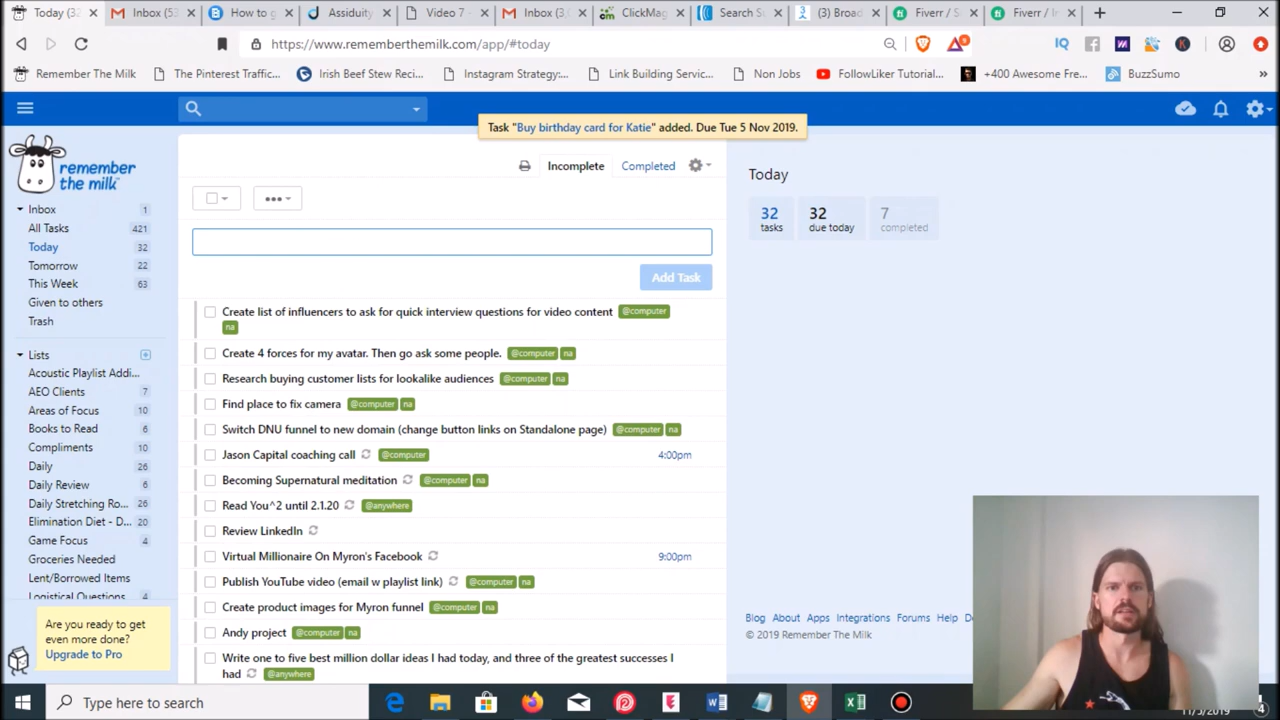 Today (3
Inbox (53
How to g
Assiduity
Video 7 -
Inbox (3,
ClickMag
Search Su
(3) Broad
Fiverr / S
Fiverr / In
https://www.rememberthemilk.com/app/#today
Remember The Milk
The Pinterest Traffic...
Irish Beef Stew Reci...
Instagram Strategy:...
Link Building Servic...
Non Jobs
FollowLiker Tutorial...
+400 Awesome Fre...
BuzzSumo
Task "Buy birthday card for Katie" added. Due Tue 5 Nov 2019.
remember
the milk
Inbox 1
All Tasks 421
Today 32
Tomorrow 22
This Week 63
Given to others
Trash
Lists
Acoustic Playlist Addi...
AEO Clients 7
Areas of Focus 10
Books to Read 6
Compliments 10
Daily 26
Daily Review 6
Daily Stretching Ro... 26
Elimination Diet - D... 20
Game Focus 4
Groceries Needed
Lent/Borrowed Items
Logistical Questions 4
Are you ready to get
even more done?
Upgrade to Pro
Incomplete
Completed
Add Task
Create list of influencers to ask for quick interview questions for video content @computer
na
Create 4 forces for my avatar. Then go ask some people. @computer na
Research buying customer lists for lookalike audiences @computer na
Find place to fix camera @computer na
Switch DNU funnel to new domain (change button links on Standalone page) @computer na
Jason Capital coaching call @computer 4:00pm
Becoming Supernatural meditation @computer na
Read You^2 until 2.1.20 @anywhere
Review LinkedIn
Virtual Millionaire On Myron's Facebook 9:00pm
Publish YouTube video (email w playlist link) @computer na
Create product images for Myron funnel @computer na
Andy project @computer na
Write one to five best million dollar ideas I had today, and three of the greatest successes I
had @anywhere
Today
32
tasks
32
due today
7
completed
Blog About Apps Integrations Forums Help
© 2019 Remember The Milk
Type here to search
11/5/2019
4